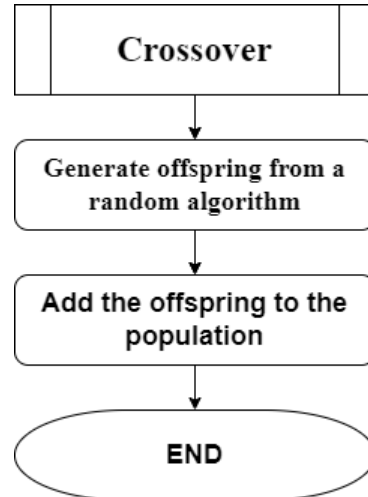 Crossover
Generate offspring from a
random algorithm
Add the offspring to the
population
END